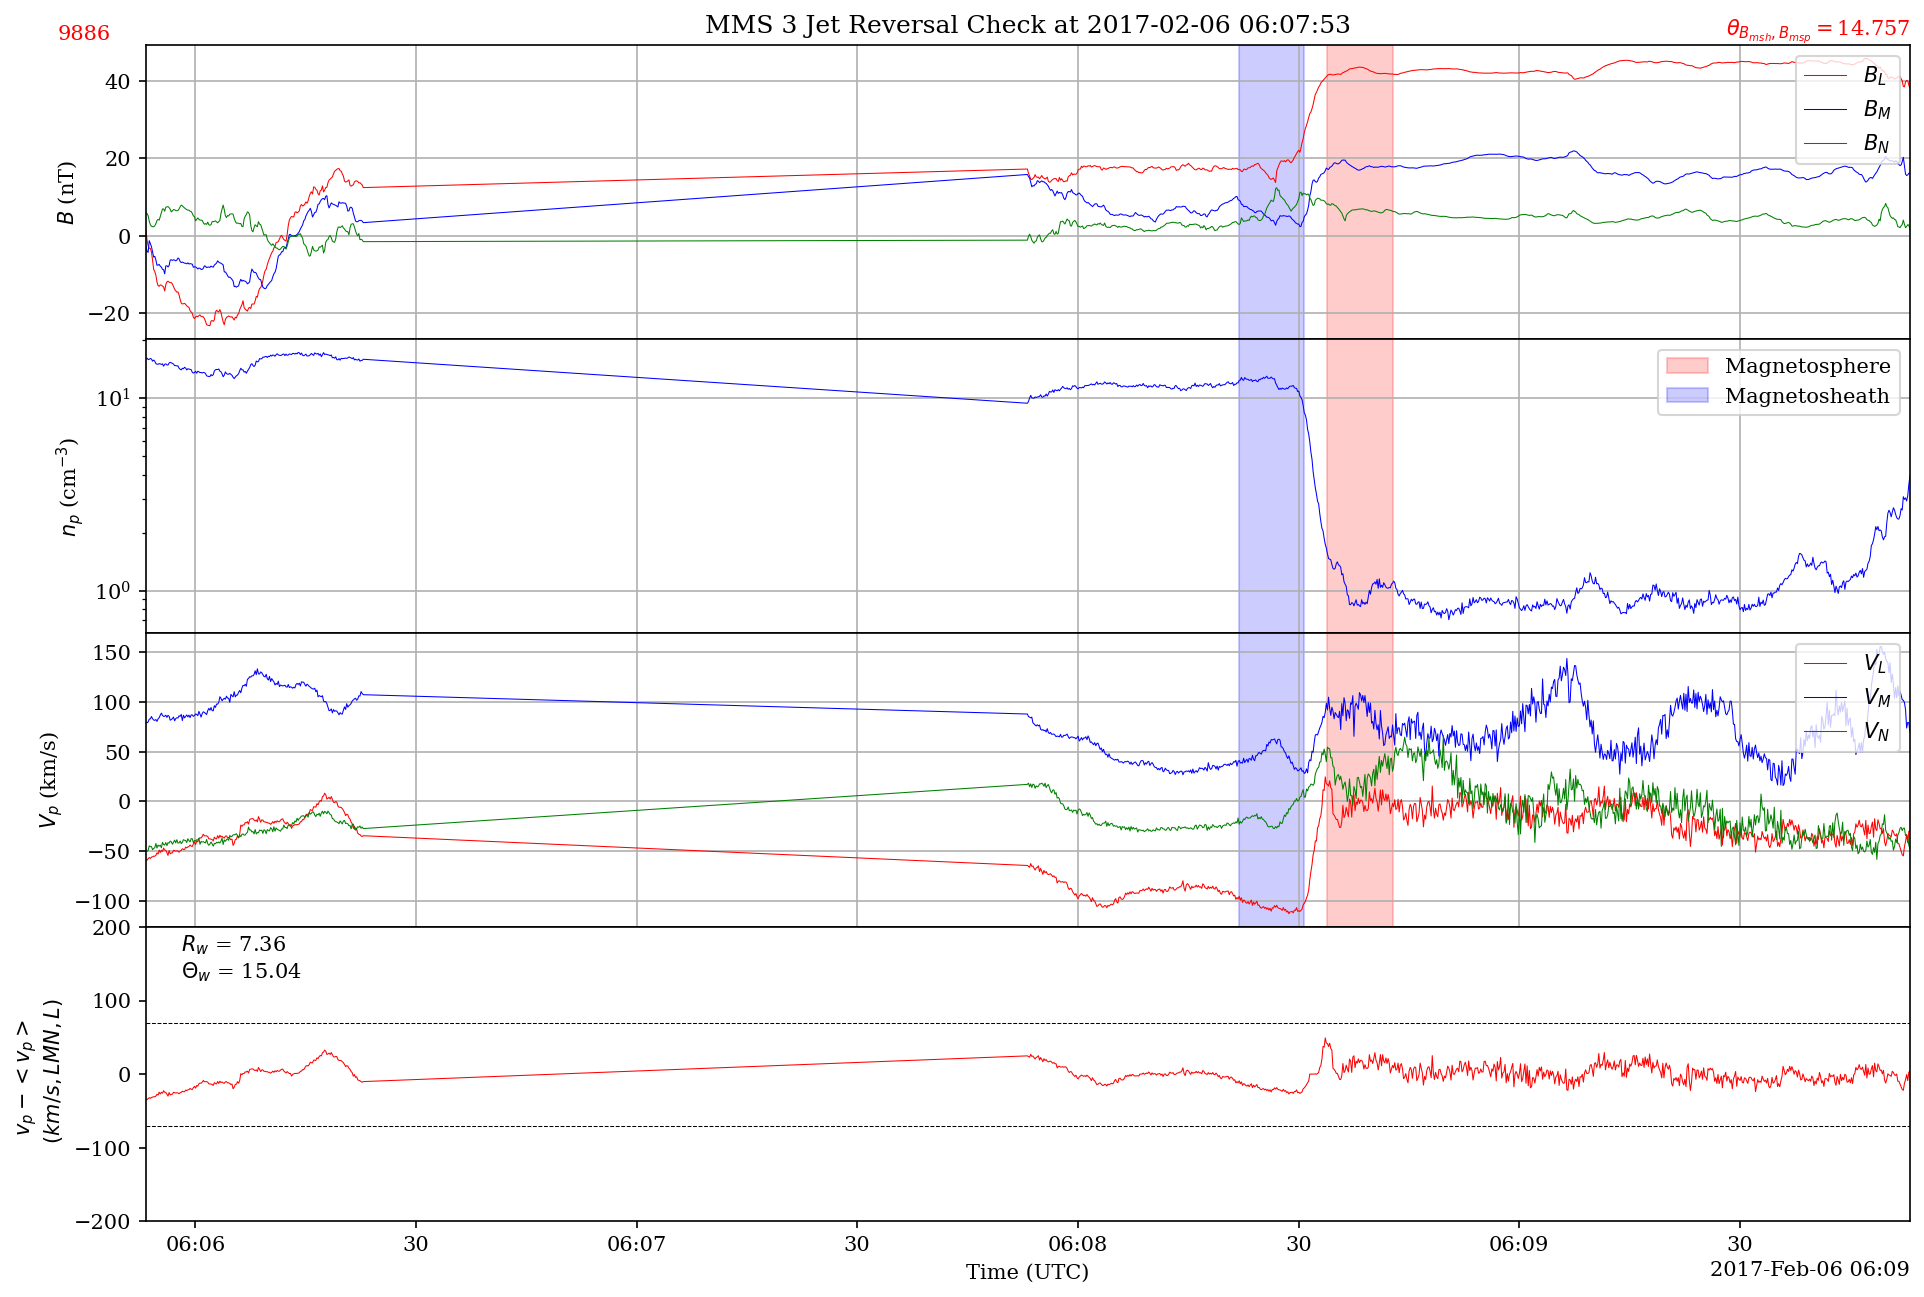 MMS 3 Jet Reversal Check at 2017-02-06 06:07:53
9886
θ_{B_{msh}, B_{msp}} = 14.757
40
20
0
−20
B (nT)
B_L
B_M
B_N
10^1
10^0
n_p (cm^{−3})
Magnetosphere
Magnetosheath
150
100
50
0
−50
−100
V_p (km/s)
V_L
V_M
V_N
200
100
0
−100
−200
v_p − <v_p>
(km/s, LMN, L)
R_w = 7.36
Θ_w = 15.04
06:06 30 06:07 30 06:08 30 06:09 30
Time (UTC)
2017-Feb-06 06:09